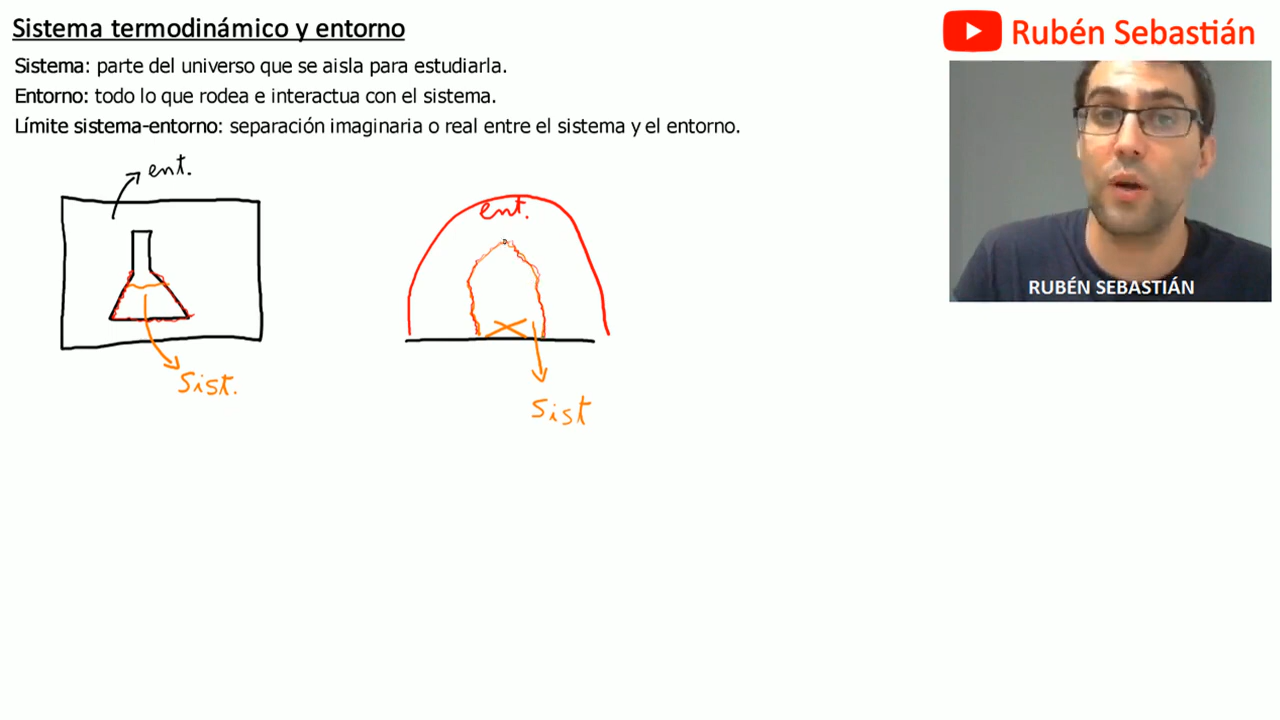 Sistema termodinámico y entorno
Rubén Sebastián
Sistema: parte del universo que se aisla para estudiarla.
Entorno: todo lo que rodea e interactua con el sistema.
Límite sistema-entorno: separación imaginaria o real entre el sistema y el entorno.
ent.
ent.
RUBÉN SEBASTIÁN
Sist.
Sist